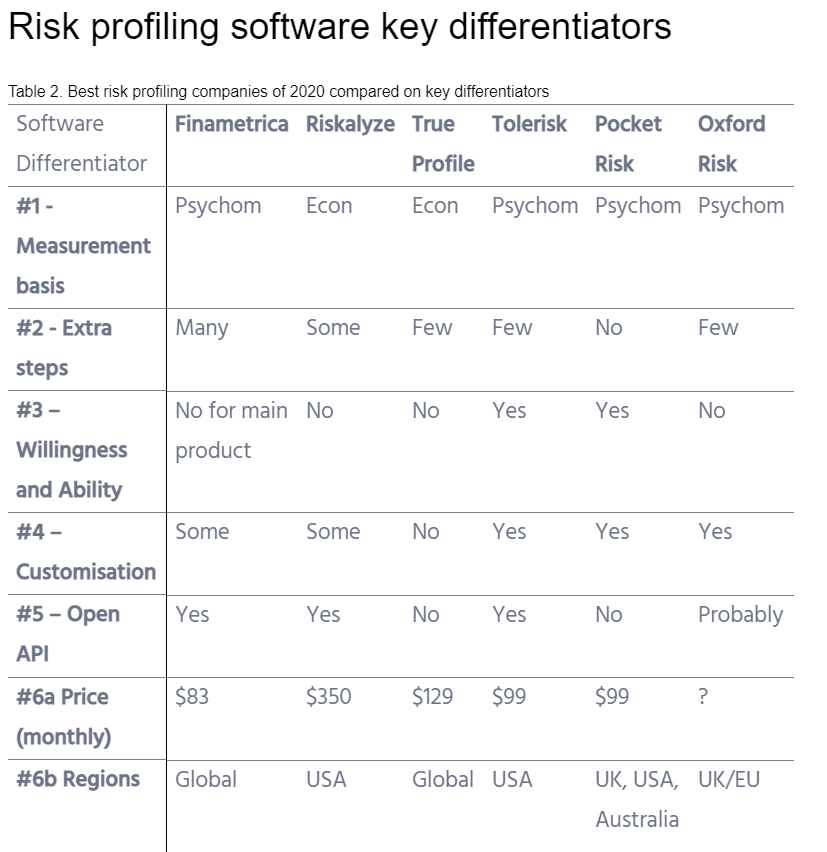 Risk profiling software key differentiators
Table 2. Best risk profiling companies of 2020 compared on key differentiators
Software Differentiator Finametrica Riskalyze True Profile Tolerisk Pocket Risk Oxford Risk
#1 - Measurement basis Psychom Econ Econ Psychom Psychom Psychom
#2 - Extra steps Many Some Few Few No Few
#3 – Willingness and Ability No for main product No No Yes Yes No
#4 – Customisation Some Some No Yes Yes Yes
#5 – Open API Yes Yes No Yes No Probably
#6a Price (monthly) $83 $350 $129 $99 $99 ?
#6b Regions Global USA Global USA UK, USA, Australia UK/EU